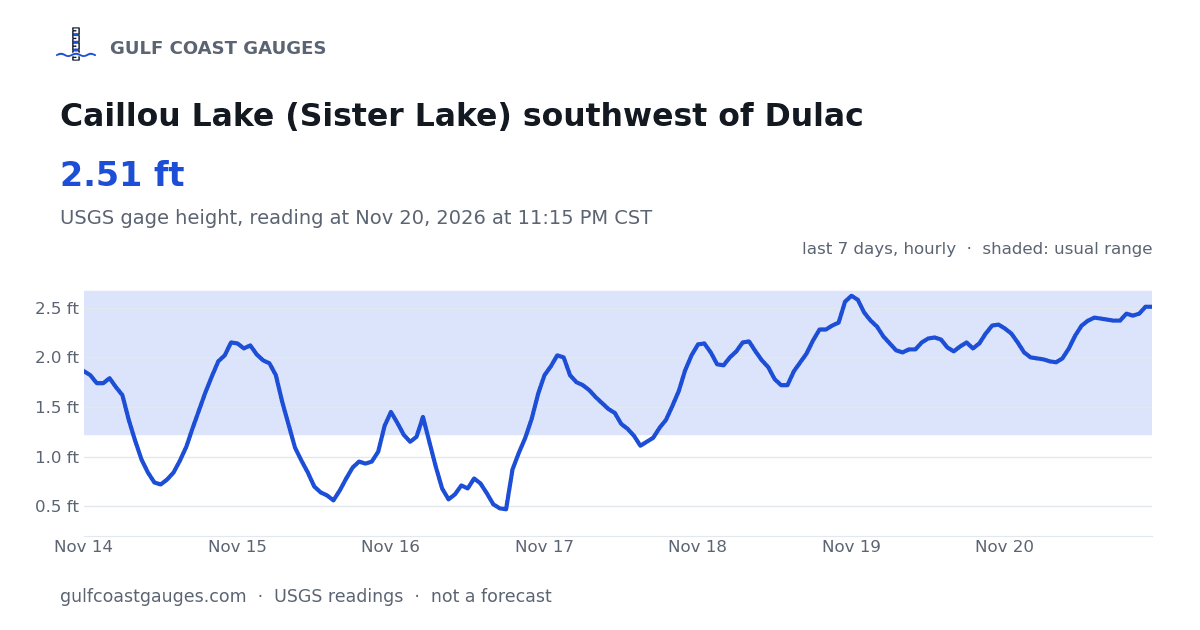 GULF COAST GAUGES
Caillou Lake (Sister Lake) southwest of Dulac
2.51 ft
USGS gage height, reading at Nov 20, 2026 at 11:15 PM CST
last 7 days, hourly · shaded: usual range
2.5 ft
2.0 ft
1.5 ft
1.0 ft
0.5 ft
Nov 14 Nov 15 Nov 16 Nov 17 Nov 18 Nov 19 Nov 20
gulfcoastgauges.com · USGS readings · not a forecast